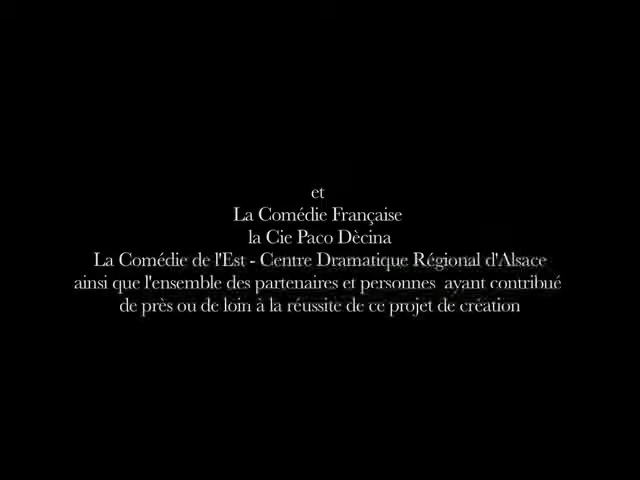 et
La Comédie Française
la Cie Paco Dècina
La Comédie de l'Est - Centre Dramatique Régional d'Alsace
ainsi que l'ensemble des partenaires et personnes  ayant contribué
de près ou de loin à la réussite de ce projet de création